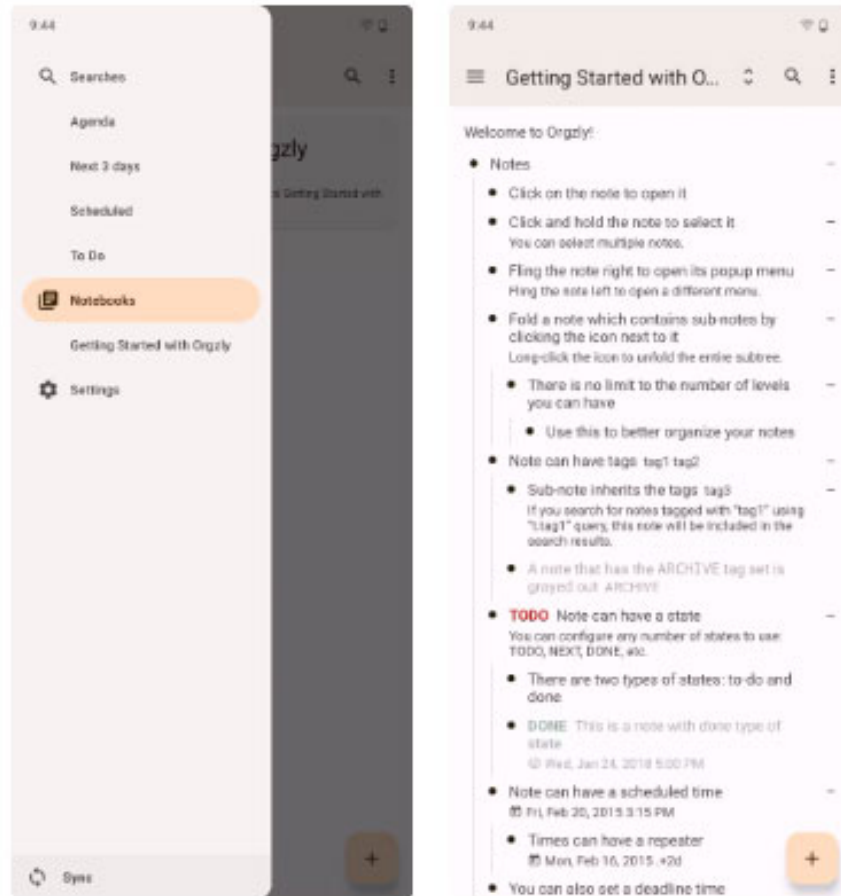 9:44
Searches
Agenda
Next 3 days
Scheduled
To Do
Notebooks
Getting Started with Orgzly
Settings
Sync
gzly
Getting Started with
9:44
Getting Started with O...
Welcome to Orgzly!
Notes
Click on the note to open it
Click and hold the note to select it
You can select multiple notes.
Fling the note right to open its popup menu
Fling the note left to open a different menu.
Fold a note which contains sub-notes by
clicking the icon next to it
Long-click the icon to unfold the entire subtree.
There is no limit to the number of levels
you can have
Use this to better organize your notes
Note can have tags tag1 tag2
Sub-note inherits the tags tag3
If you search for notes tagged with "tag1" using
"t.tag1" query, this note will be included in the
search results.
A note that has the ARCHIVE tag set is
grayed out ARCHIVE
TODO Note can have a state
You can configure any number of states to use:
TODO, NEXT, DONE, etc.
There are two types of states: to-do and
done
DONE This is a note with done type of
state
Wed, Jan 24, 2018 5:00 PM
Note can have a scheduled time
Fri, Feb 20, 2015 3:15 PM
Times can have a repeater
Mon, Feb 16, 2015 .+2d
You can also set a deadline time